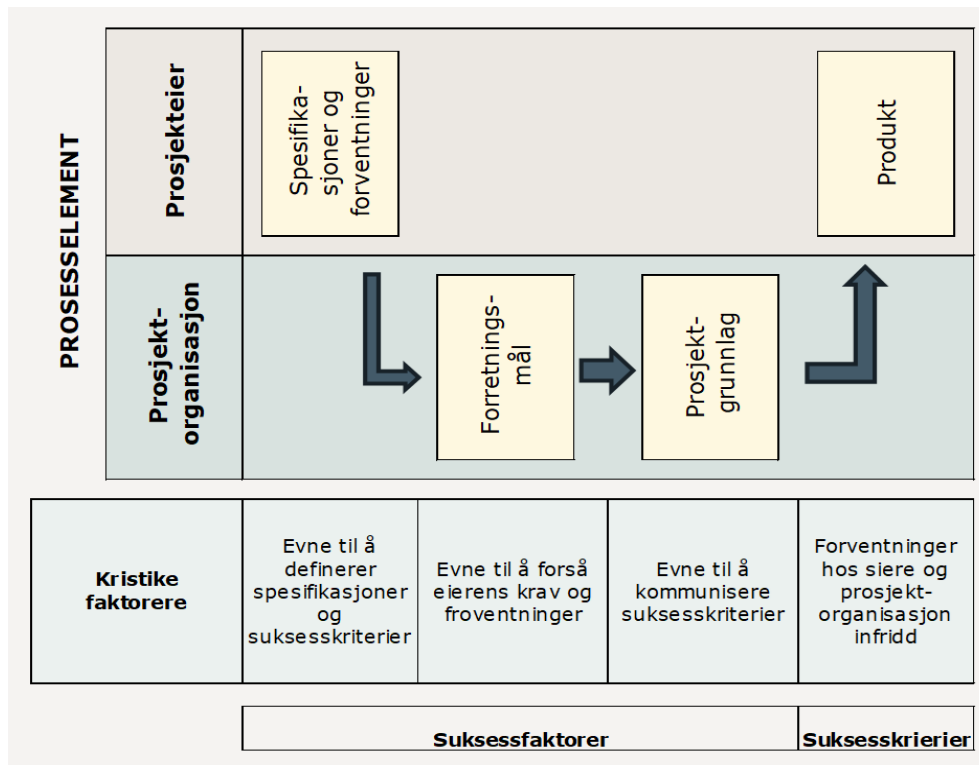 PROSESSELEMENT
Prosjekteier
Spesifika-
sjoner og
forventninger
Produkt
Prosjekt-
organisasjon
Forretnings-
mål
Prosjekt-
grunnlag
Kristike
faktorere
Evne til å
definerer
spesifikasjoner
og
suksesskriterier
Evne til å forså
eierens krav og
froventninger
Evne til å
kommunisere
suksesskriterier
Forventninger
hos siere og
prosjekt-
organisasjon
infridd
Suksessfaktorer
Suksesskrierier